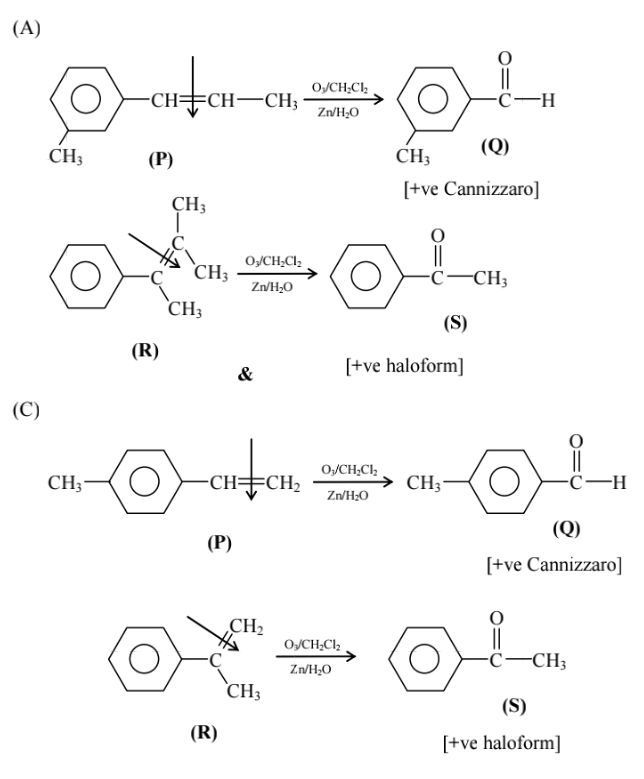 (A)
CH=CH—CH₃ O₃/CH₂Cl₂ Zn/H₂O O C—H
CH₃ (P) CH₃ (Q)
[+ve Cannizzaro]
CH₃
C CH₃ O₃/CH₂Cl₂ Zn/H₂O O
C C—CH₃
CH₃ (S)
(R) [+ve haloform]
&
(C)
CH₃ CH=CH₂ O₃/CH₂Cl₂ Zn/H₂O CH₃ O C—H
(P) (Q)
[+ve Cannizzaro]
CH₂ O₃/CH₂Cl₂ Zn/H₂O O
C C—CH₃
CH₃
(R) (S)
[+ve haloform]